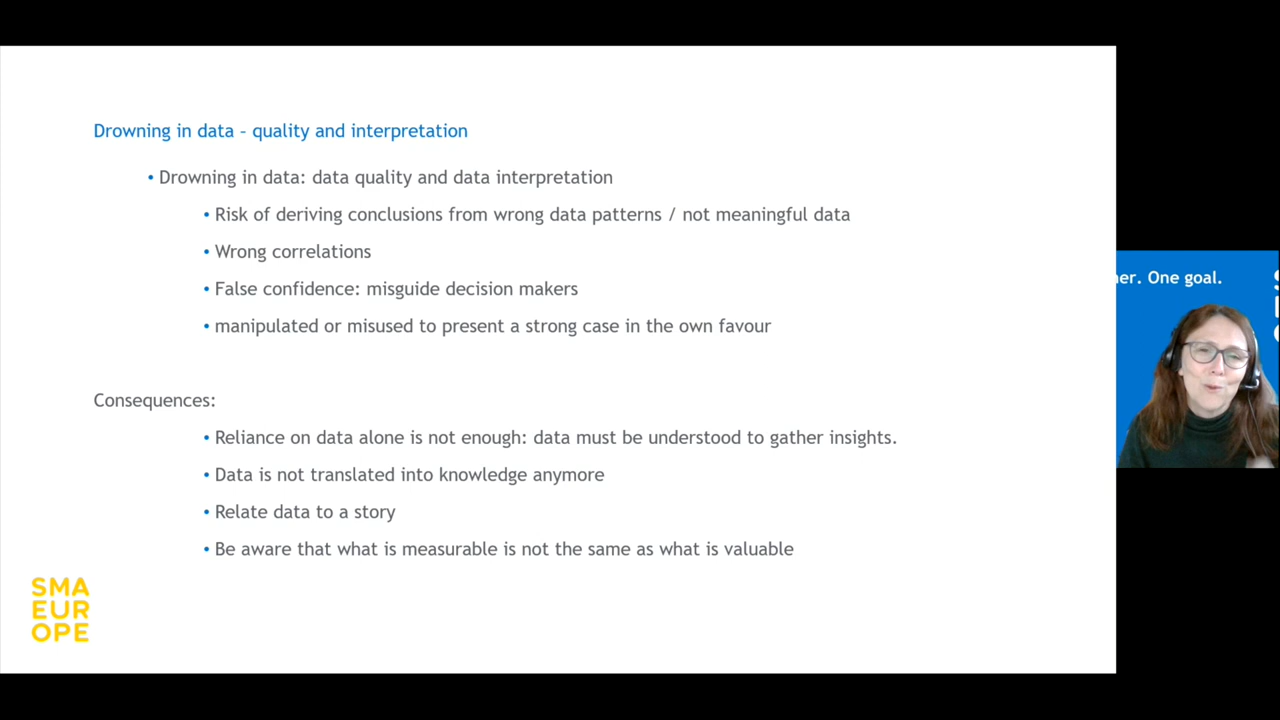 Drowning in data – quality and interpretation
• Drowning in data: data quality and data interpretation
• Risk of deriving conclusions from wrong data patterns / not meaningful data
• Wrong correlations
• False confidence: misguide decision makers
• manipulated or misused to present a strong case in the own favour
Consequences:
• Reliance on data alone is not enough: data must be understood to gather insights.
• Data is not translated into knowledge anymore
• Relate data to a story
• Be aware that what is measurable is not the same as what is valuable
SMA
EUR
OPE
One goal.